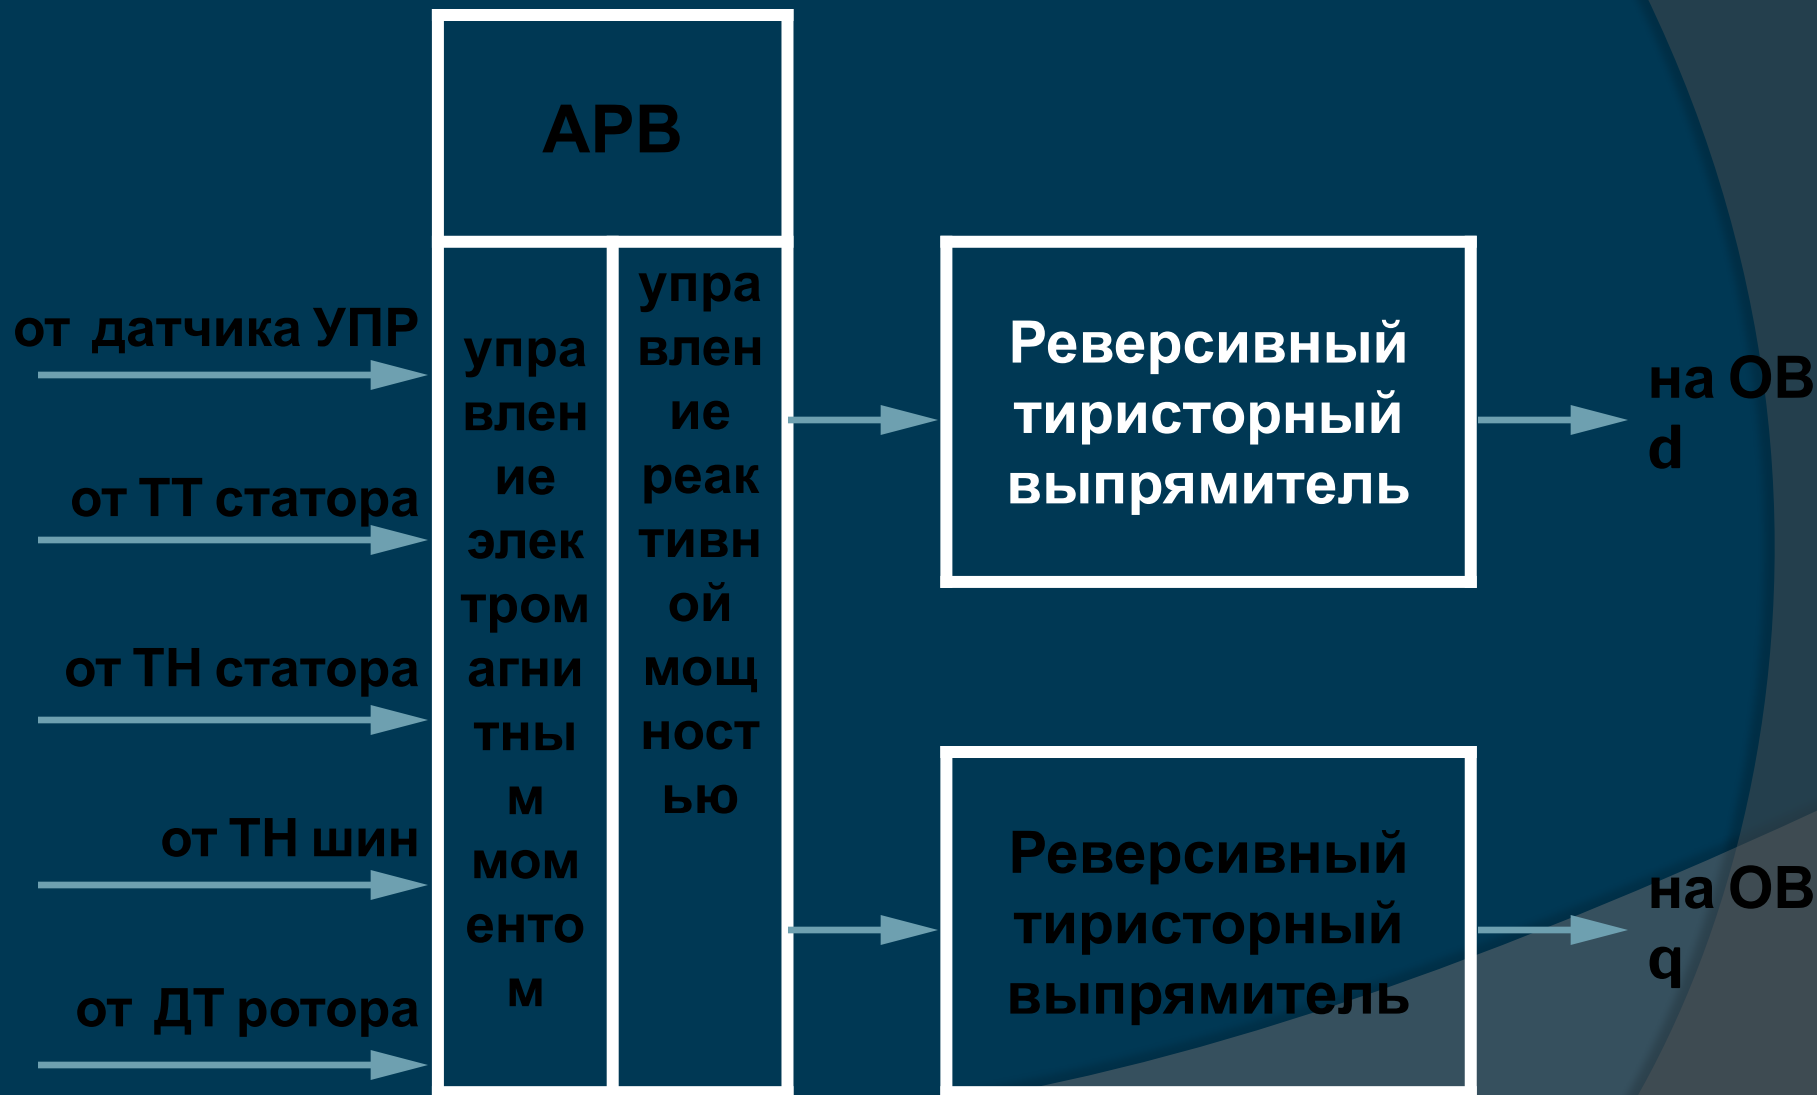 АРВ
от датчика УПР
от ТТ статора
от ТН статора
от ТН шин
от ДТ ротора
упра
влен
ие
элек
тром
агни
тны
м
мом
енто
м
упра
влен
ие
реак
тивн
ой
мощ
ност
ью
Реверсивный
тиристорный
выпрямитель
на ОВ
d
Реверсивный
тиристорный
выпрямитель
на ОВ
q